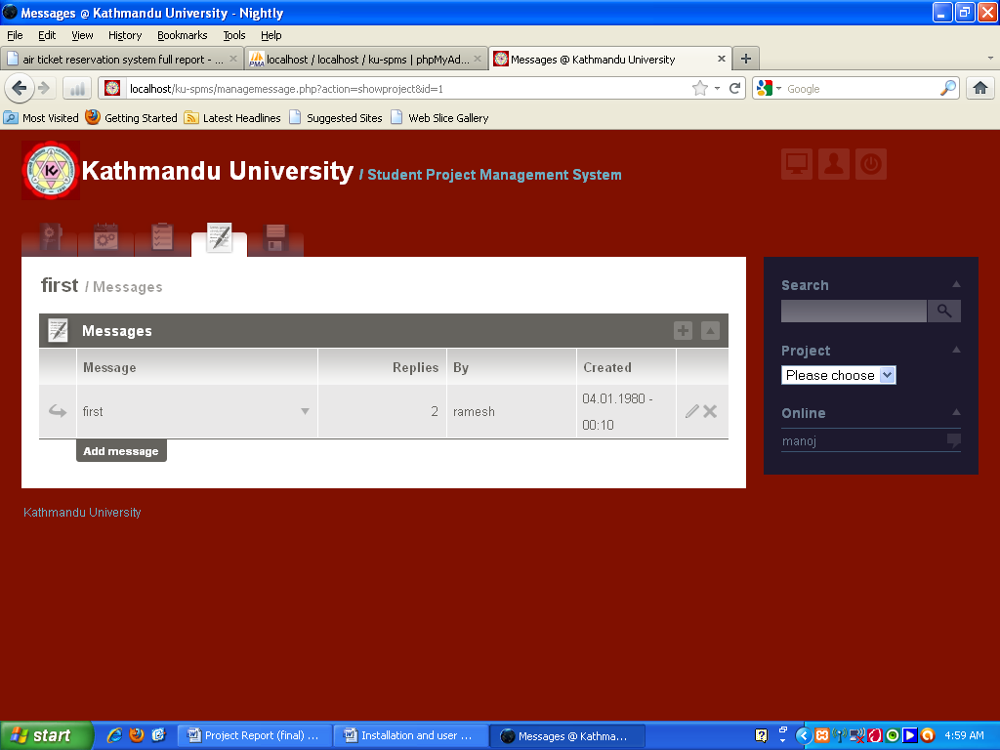 Messages @ Kathmandu University - Nightly
File Edit View History Bookmarks Tools Help
air ticket reservation system full report - ...
localhost / localhost / ku-spms | phpMyAd...
Messages @ Kathmandu University
localhost/ku-spms/managemessage.php?action=showproject&id=1
Google
Most Visited Getting Started Latest Headlines Suggested Sites Web Slice Gallery
K
Kathmandu University / Student Project Management System
first / Messages
Messages
Message Replies By Created
first 2 ramesh 04.01.1980 -
00:10
Add message
Search
Project
Please choose
Online
manoj
Kathmandu University
start
Project Report (final) ...
Installation and user ...
Messages @ Kathma...
4:59 AM